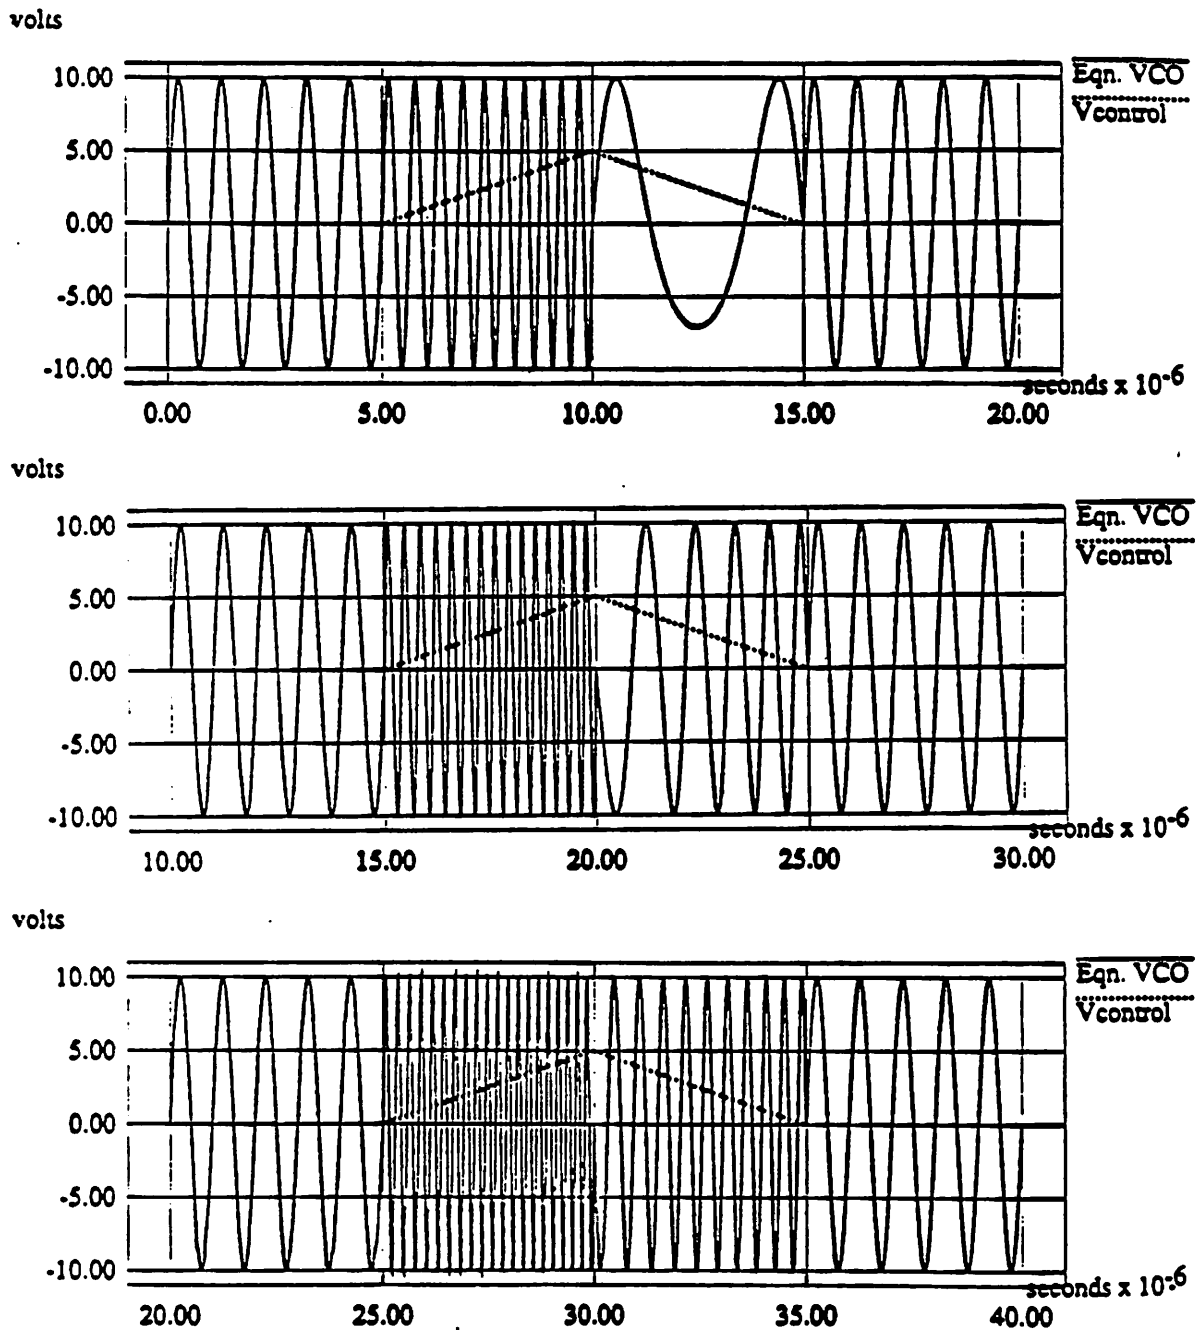 volts
Eqn. VCO
Vcontrol
10.00
5.00
0.00
-5.00
-10.00
seconds x 10-6
0.00 5.00 10.00 15.00 20.00
volts
Eqn. VCO
Vcontrol
10.00
5.00
0.00
-5.00
-10.00
seconds x 10-6
10.00 15.00 20.00 25.00 30.00
volts
Eqn. VCO
Vcontrol
10.00
5.00
0.00
-5.00
-10.00
seconds x 10-6
20.00 25.00 30.00 35.00 40.00